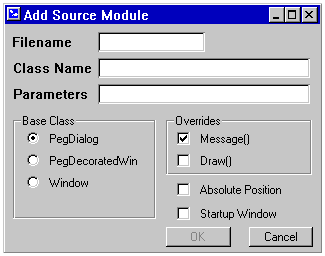 Add Source Module
Filename
Class Name
Parameters
Base Class
PegDialog
PegDecoratedWin
Window
Overrides
Message()
Draw()
Absolute Position
Startup Window
OK
Cancel